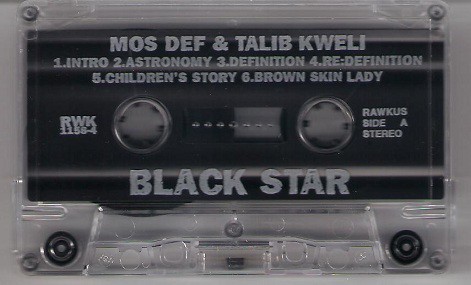 MOS DEF & TALIB KWELI
1.INTRO 2.ASTRONOMY 3.DEFINITION 4.RE:DEFINITION
5.CHILDREN'S STORY 6.BROWN SKIN LADY
RWK
1158-4
RAWKUS
SIDE A
STEREO
BLACK STAR